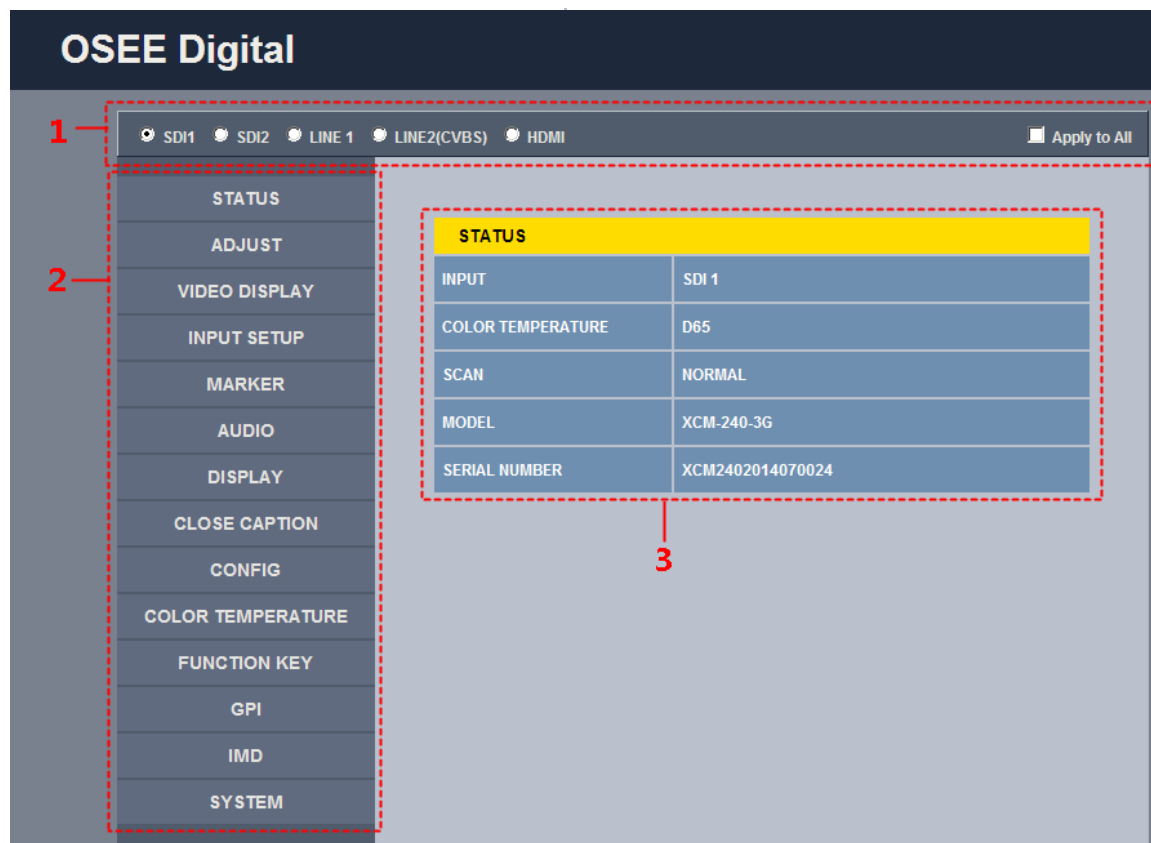 OSEE Digital
1
SDI1 SDI2 LINE 1 LINE2(CVBS) HDMI Apply to All
2
STATUS
ADJUST
VIDEO DISPLAY
INPUT SETUP
MARKER
AUDIO
DISPLAY
CLOSE CAPTION
CONFIG
COLOR TEMPERATURE
FUNCTION KEY
GPI
IMD
SYSTEM
STATUS
INPUT SDI 1
COLOR TEMPERATURE D65
SCAN NORMAL
MODEL XCM-240-3G
SERIAL NUMBER XCM2402014070024
3